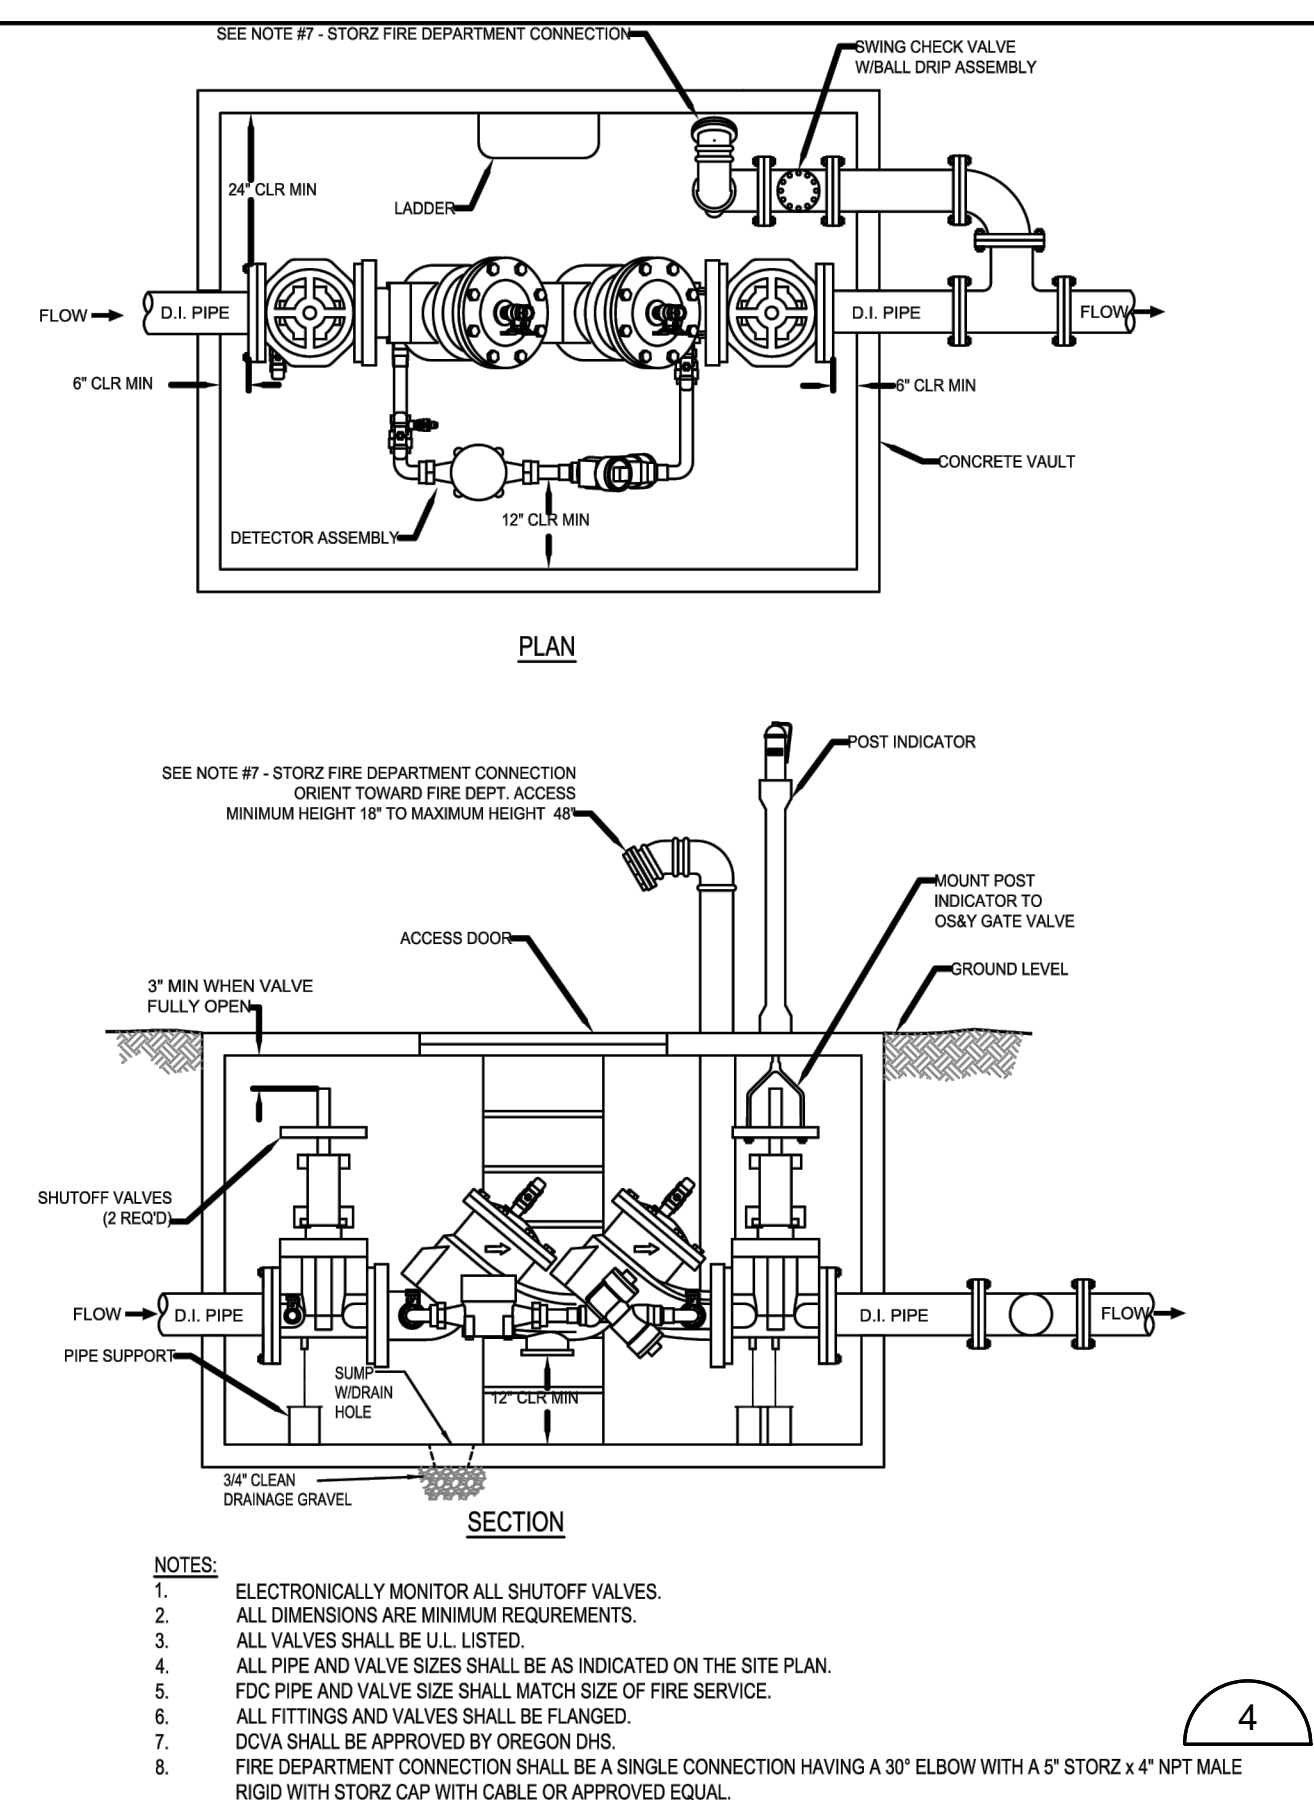 SEE NOTE #7 - STORZ FIRE DEPARTMENT CONNECTION
SWING CHECK VALVE
W/BALL DRIP ASSEMBLY
24" CLR MIN
LADDER
FLOW
D.I. PIPE
D.I. PIPE
FLOW
6" CLR MIN
6" CLR MIN
CONCRETE VAULT
12" CLR MIN
DETECTOR ASSEMBLY
PLAN
POST INDICATOR
SEE NOTE #7 - STORZ FIRE DEPARTMENT CONNECTION
ORIENT TOWARD FIRE DEPT. ACCESS
MINIMUM HEIGHT 18" TO MAXIMUM HEIGHT 48"
MOUNT POST
INDICATOR TO
OS&Y GATE VALVE
ACCESS DOOR
GROUND LEVEL
3" MIN WHEN VALVE
FULLY OPEN
SHUTOFF VALVES
(2 REQ'D)
FLOW
D.I. PIPE
D.I. PIPE
FLOW
PIPE SUPPORT
SUMP
W/DRAIN
HOLE
12" CLR MIN
3/4" CLEAN
DRAINAGE GRAVEL
SECTION
NOTES:
1. ELECTRONICALLY MONITOR ALL SHUTOFF VALVES.
2. ALL DIMENSIONS ARE MINIMUM REQUREMENTS.
3. ALL VALVES SHALL BE U.L. LISTED.
4. ALL PIPE AND VALVE SIZES SHALL BE AS INDICATED ON THE SITE PLAN.
5. FDC PIPE AND VALVE SIZE SHALL MATCH SIZE OF FIRE SERVICE.
6. ALL FITTINGS AND VALVES SHALL BE FLANGED.
7. DCVA SHALL BE APPROVED BY OREGON DHS.
8. FIRE DEPARTMENT CONNECTION SHALL BE A SINGLE CONNECTION HAVING A 30° ELBOW WITH A 5" STORZ x 4" NPT MALE
RIGID WITH STORZ CAP WITH CABLE OR APPROVED EQUAL.
4